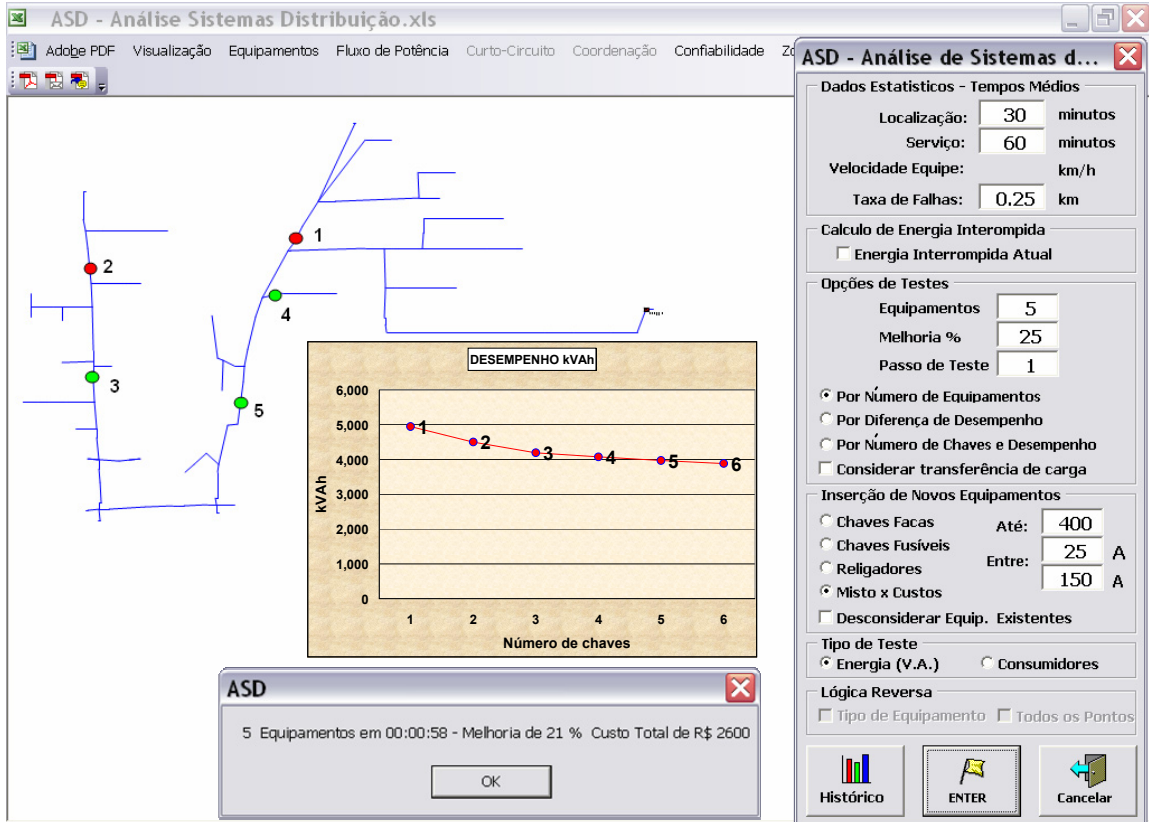 ASD - Análise Sistemas Distribuição.xls
Adobe PDF Visualização Equipamentos Fluxo de Potência Curto-Circuito Coordenação Confiabilidade
1
2
3
4
5
DESEMPENHO kVAh
kVAh
6,000
5,000
4,000
3,000
2,000
1,000
0
1 2 3 4 5 6
1 2 3 4 5 6
Número de chaves
ASD
5 Equipamentos em 00:00:58 - Melhoria de 21 % Custo Total de R$ 2600
OK
ASD - Análise de Sistemas d...
Dados Estatisticos - Tempos Médios
Localização: 30 minutos
Serviço: 60 minutos
Velocidade Equipe: km/h
Taxa de Falhas: 0.25 km
Calculo de Energia Interompida
Energia Interrompida Atual
Opções de Testes
Equipamentos 5
Melhoria % 25
Passo de Teste 1
Por Número de Equipamentos
Por Diferença de Desempenho
Por Número de Chaves e Desempenho
Considerar transferência de carga
Inserção de Novos Equipamentos
Chaves Facas Até: 400
Chaves Fusíveis 25 A
Religadores Entre:
Misto x Custos 150 A
Desconsiderar Equip. Existentes
Tipo de Teste
Energia (V.A.) Consumidores
Lógica Reversa
Tipo de Equipamento Todos os Pontos
Histórico ENTER Cancelar